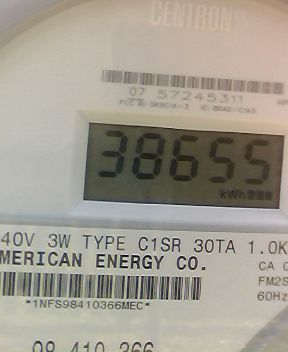 CENTRON®
07 57245311
38655
kWh
40V 3W TYPE C1SR 30TA 1.0K
MERICAN ENERGY CO.
CA 0
FM2S
60Hz
*1NFS98410366MEC*
98 410 366